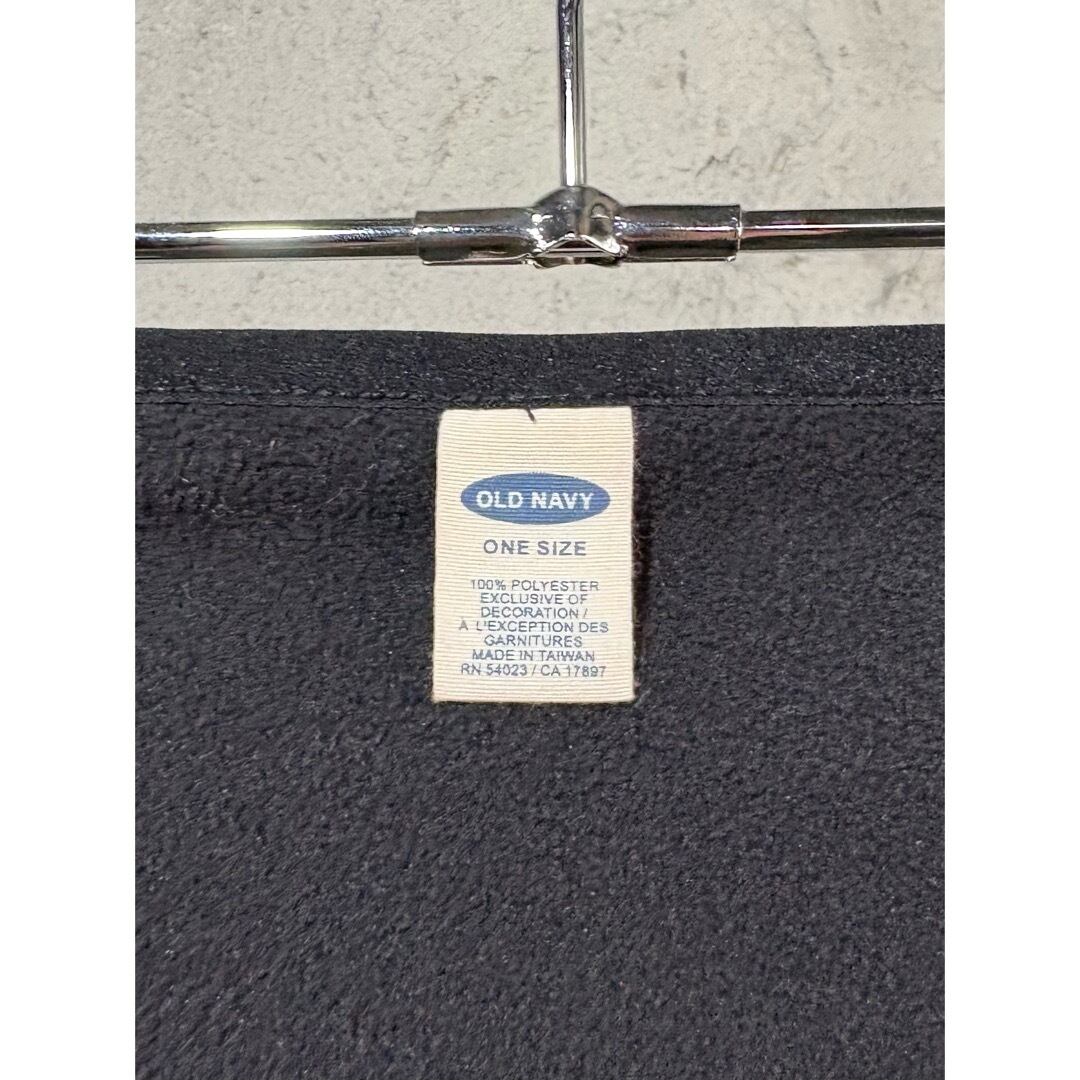 OLD NAVY
ONE SIZE
100% POLYESTER
EXCLUSIVE OF
DECORATION /
À L'EXCEPTION DES
GARNITURES
MADE IN TAIWAN
RN 54023 / CA 17897